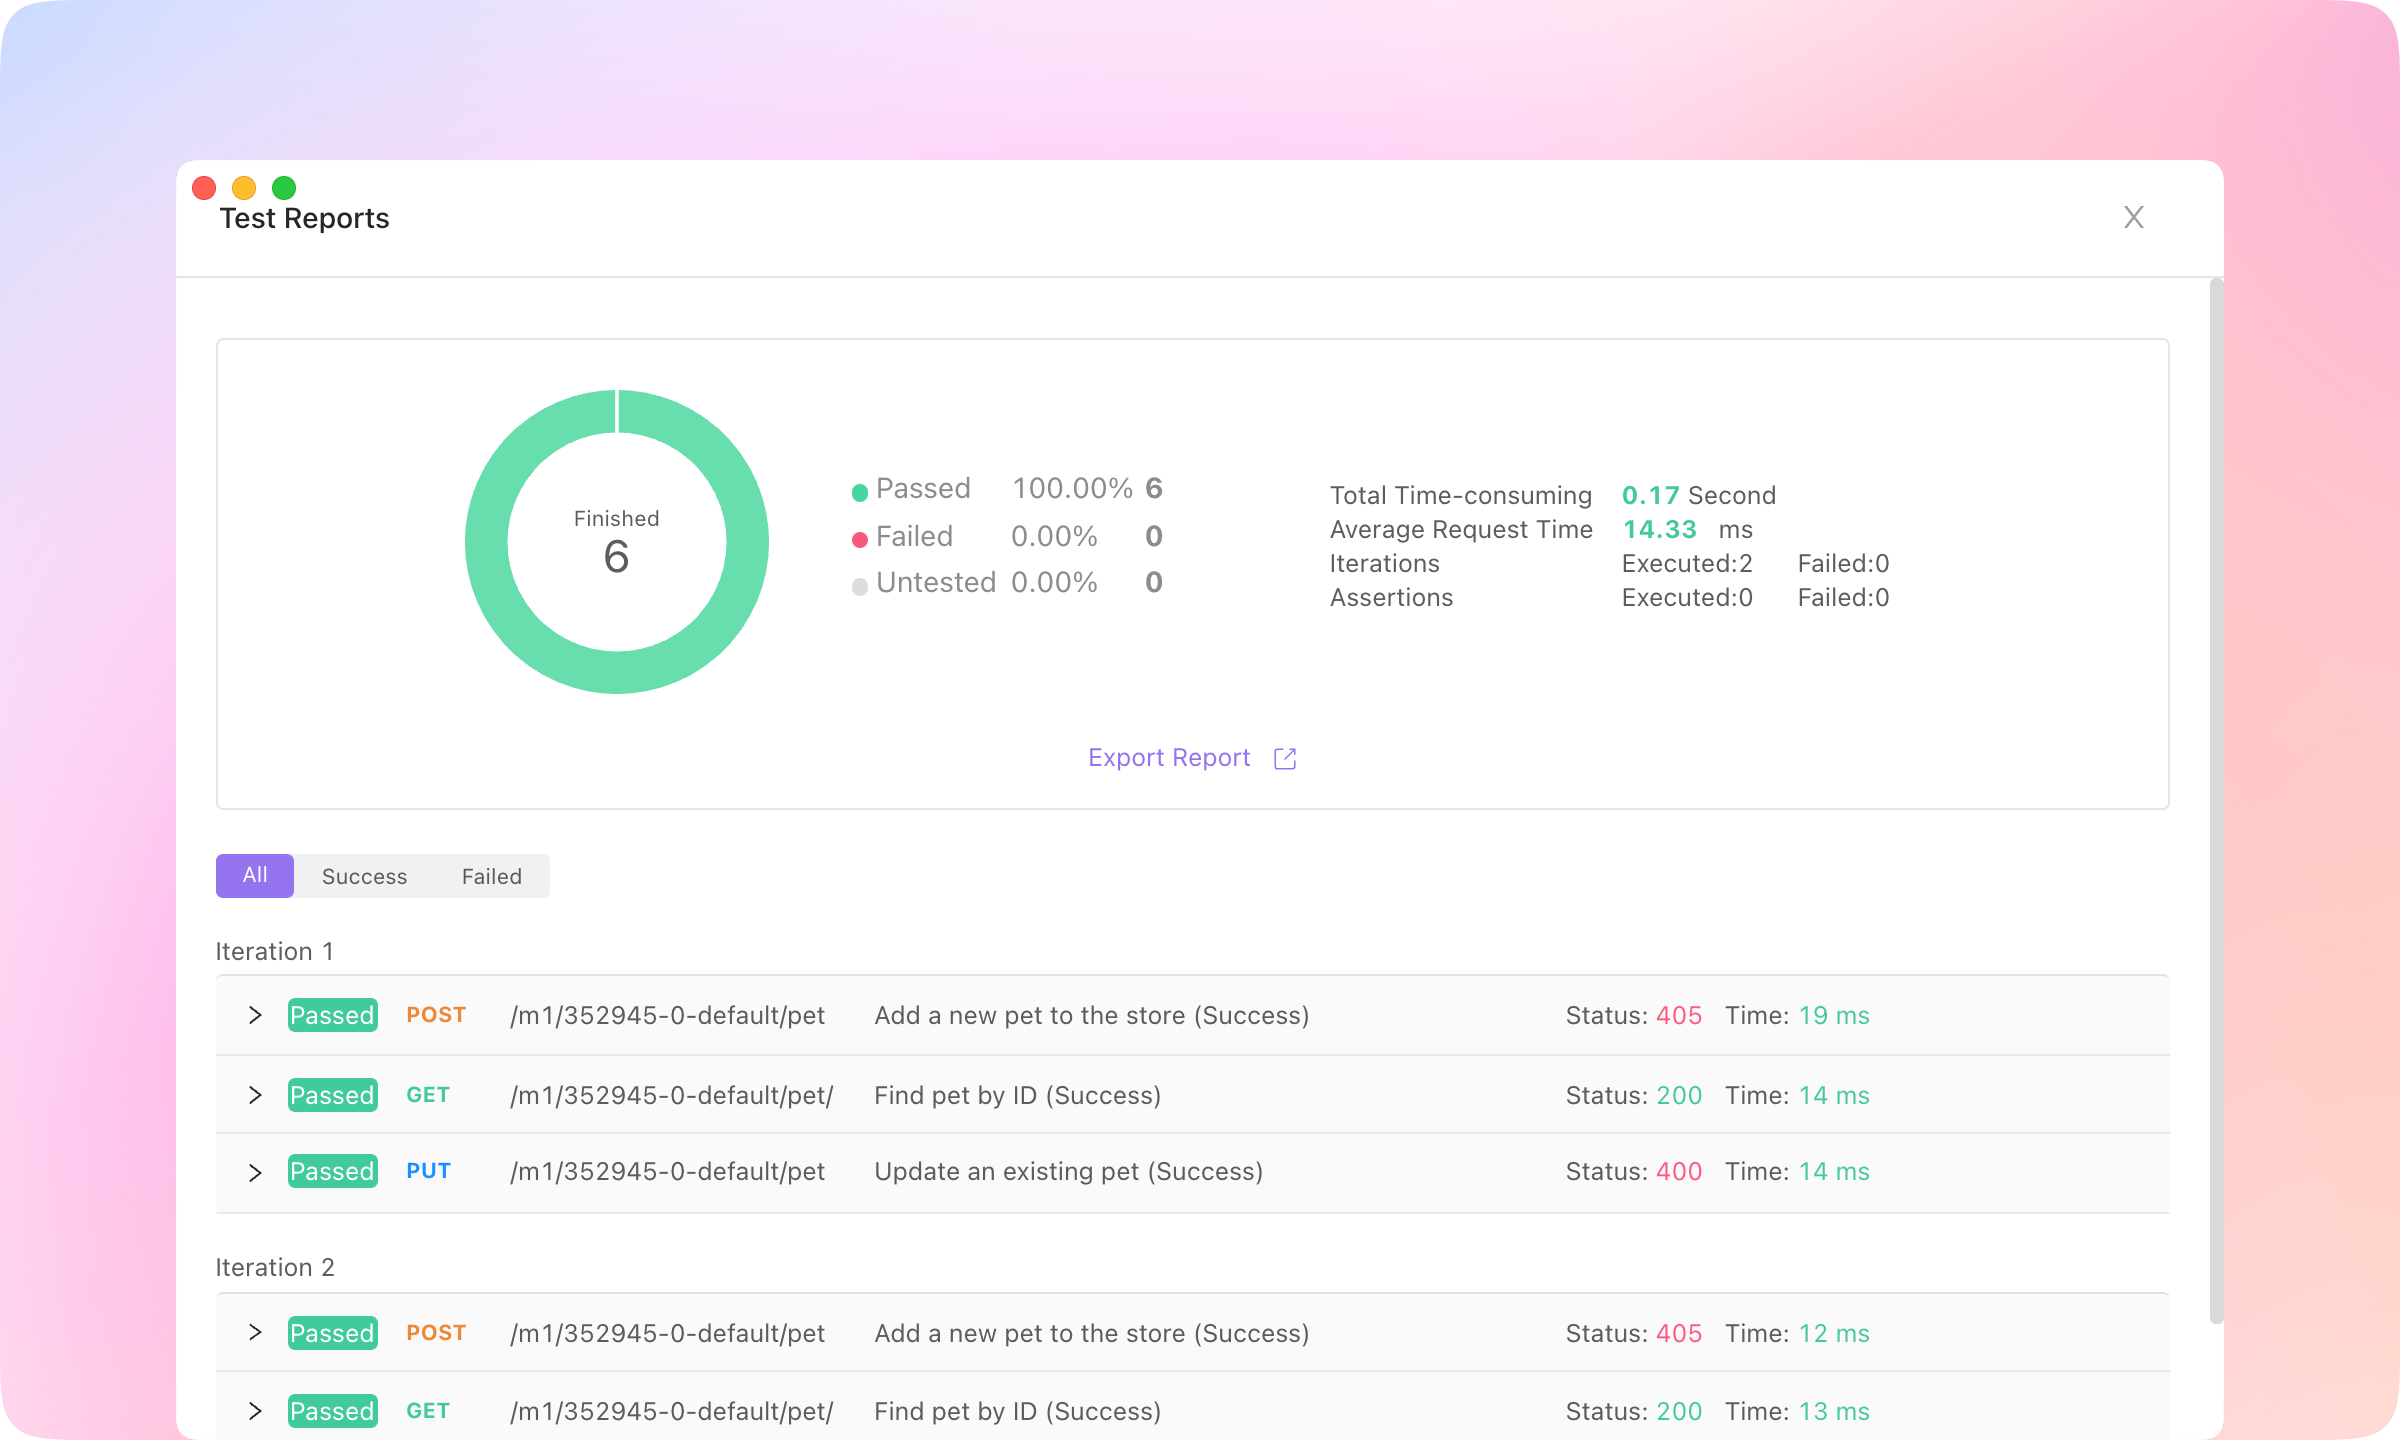 Test Reports X
Finished
6
Passed 100.00% 6
Failed 0.00% 0
Untested 0.00% 0
Total Time-consuming 0.17 Second
Average Request Time 14.33 ms
Iterations Executed:2 Failed:0
Assertions Executed:0 Failed:0
Export Report
All Success Failed
Iteration 1
Passed POST /m1/352945-0-default/pet Add a new pet to the store (Success) Status: 405 Time: 19 ms
Passed GET /m1/352945-0-default/pet/ Find pet by ID (Success) Status: 200 Time: 14 ms
Passed PUT /m1/352945-0-default/pet Update an existing pet (Success) Status: 400 Time: 14 ms
Iteration 2
Passed POST /m1/352945-0-default/pet Add a new pet to the store (Success) Status: 405 Time: 12 ms
Passed GET /m1/352945-0-default/pet/ Find pet by ID (Success) Status: 200 Time: 13 ms